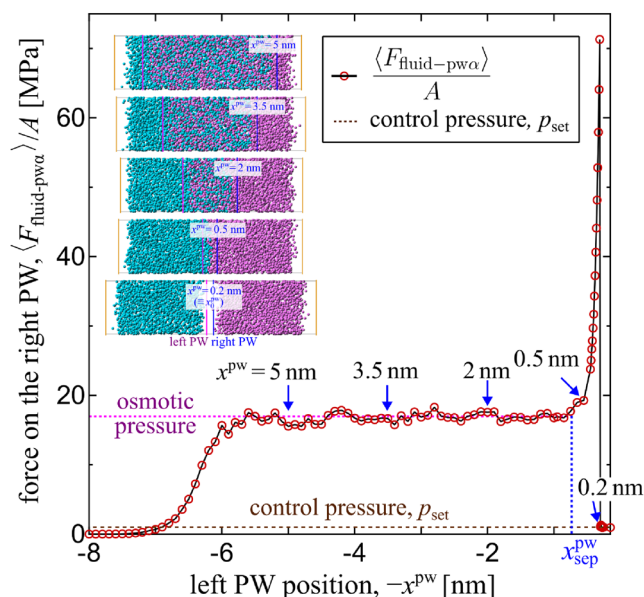 force on the right PW, ⟨F_fluid-pwα⟩/A [MPa]
0
20
40
60
x^pw = 5 nm
x^pw = 3.5 nm
x^pw = 2 nm
x^pw = 0.5 nm
x^pw = 0.2 nm
(≡ x_0^pw)
left PW right PW
⟨F_fluid−pwα⟩
A
control pressure, p_set
x^pw = 5 nm
3.5 nm
2 nm
0.5 nm
osmotic
pressure
control pressure, p_set
0.2 nm
-8
-6
-4
-2
x_sep^pw
left PW position, −x^pw [nm]